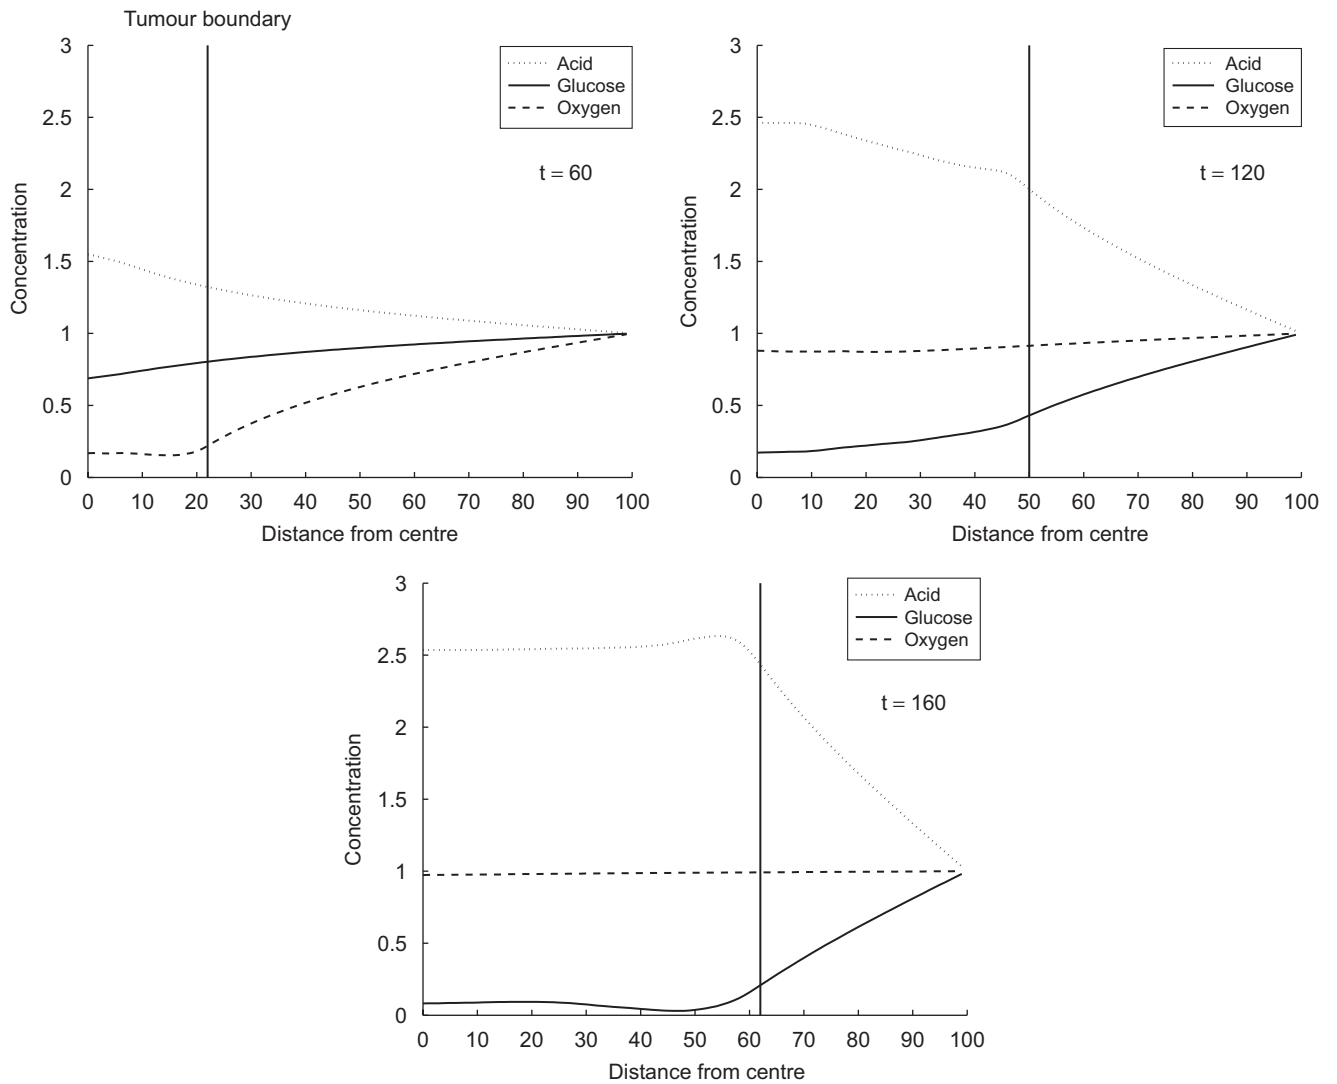 Tumour boundary
3
2.5
2
1.5
1
0.5
0
Concentration
0 10 20 30 40 50 60 70 80 90 100
Distance from centre
Acid
Glucose
Oxygen
t = 60
3
2.5
2
1.5
1
0.5
0
Concentration
0 10 20 30 40 50 60 70 80 90 100
Distance from centre
Acid
Glucose
Oxygen
t = 120
3
2.5
2
1.5
1
0.5
0
Concentration
0 10 20 30 40 50 60 70 80 90 100
Distance from centre
Acid
Glucose
Oxygen
t = 160